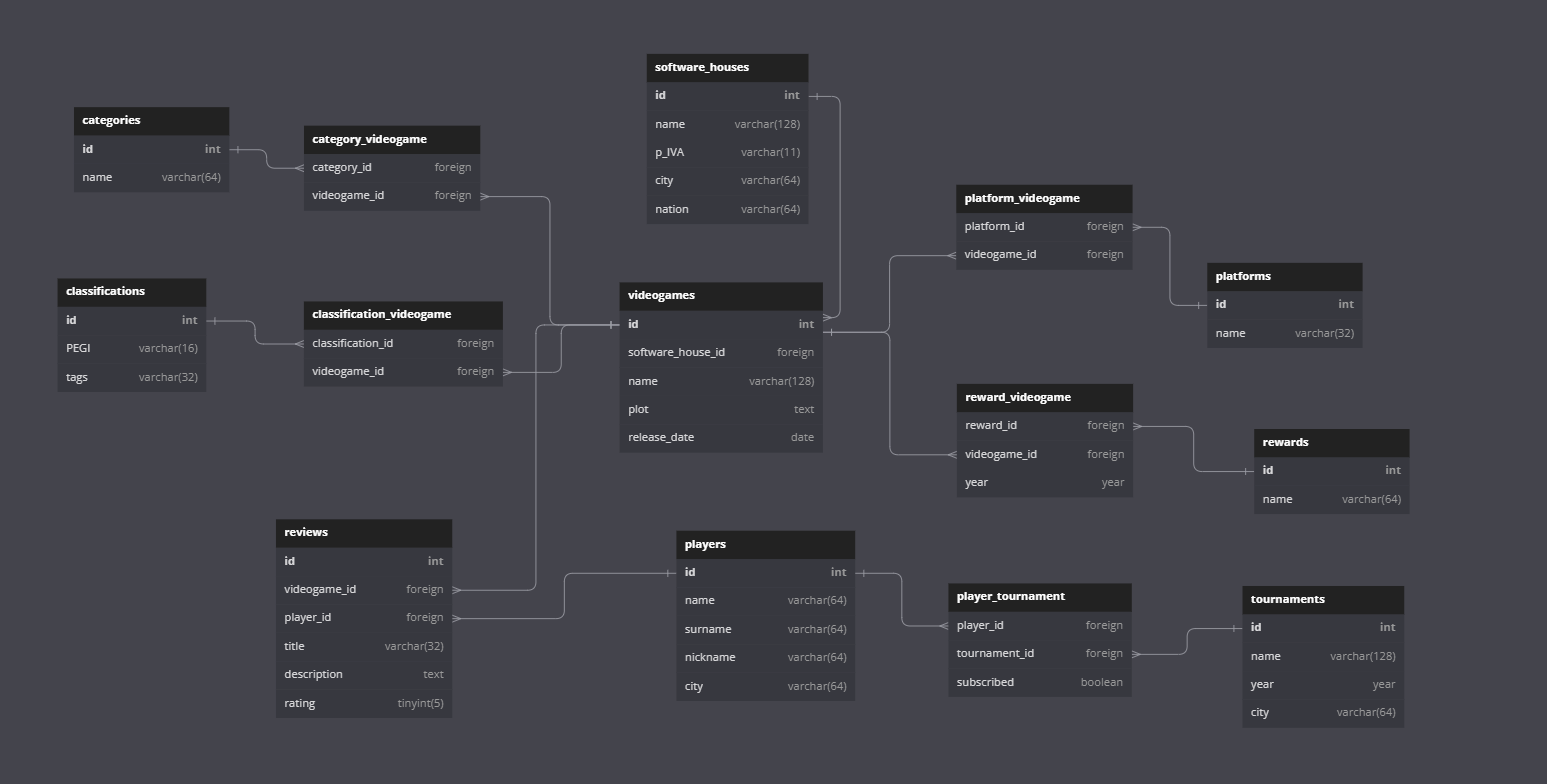 software_houses
id int
name varchar(128)
p_IVA varchar(11)
city varchar(64)
nation varchar(64)
categories
id int
name varchar(64)
category_videogame
category_id foreign
videogame_id foreign
platform_videogame
platform_id foreign
videogame_id foreign
platforms
id int
name varchar(32)
classifications
id int
PEGI varchar(16)
tags varchar(32)
classification_videogame
classification_id foreign
videogame_id foreign
videogames
id int
software_house_id foreign
name varchar(128)
plot text
release_date date
reward_videogame
reward_id foreign
videogame_id foreign
year year
rewards
id int
name varchar(64)
reviews
id int
videogame_id foreign
player_id foreign
title varchar(32)
description text
rating tinyint(5)
players
id int
name varchar(64)
surname varchar(64)
nickname varchar(64)
city varchar(64)
player_tournament
player_id foreign
tournament_id foreign
subscribed boolean
tournaments
id int
name varchar(128)
year year
city varchar(64)